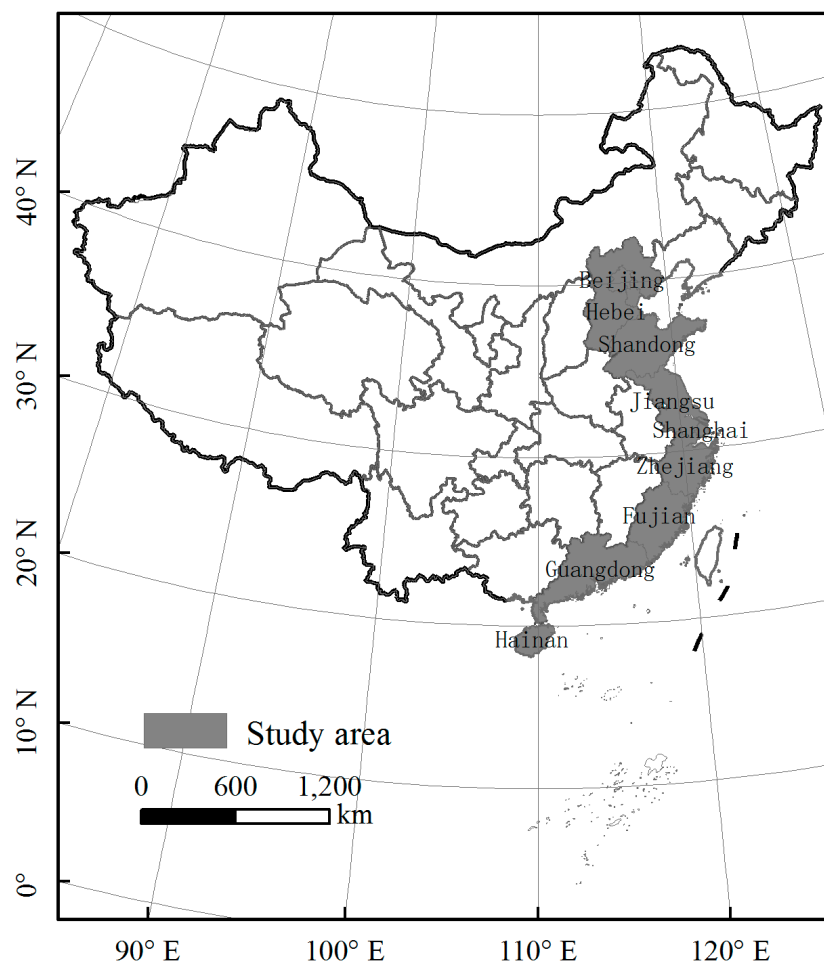 40° N
30° N
20° N
10° N
0°
Beijing
Hebei
Shandong
Jiangsu
Shanghai
Zhejiang
Fujian
Guangdong
Hainan
Study area
0 600 1,200
km
90° E 100° E 110° E 120° E